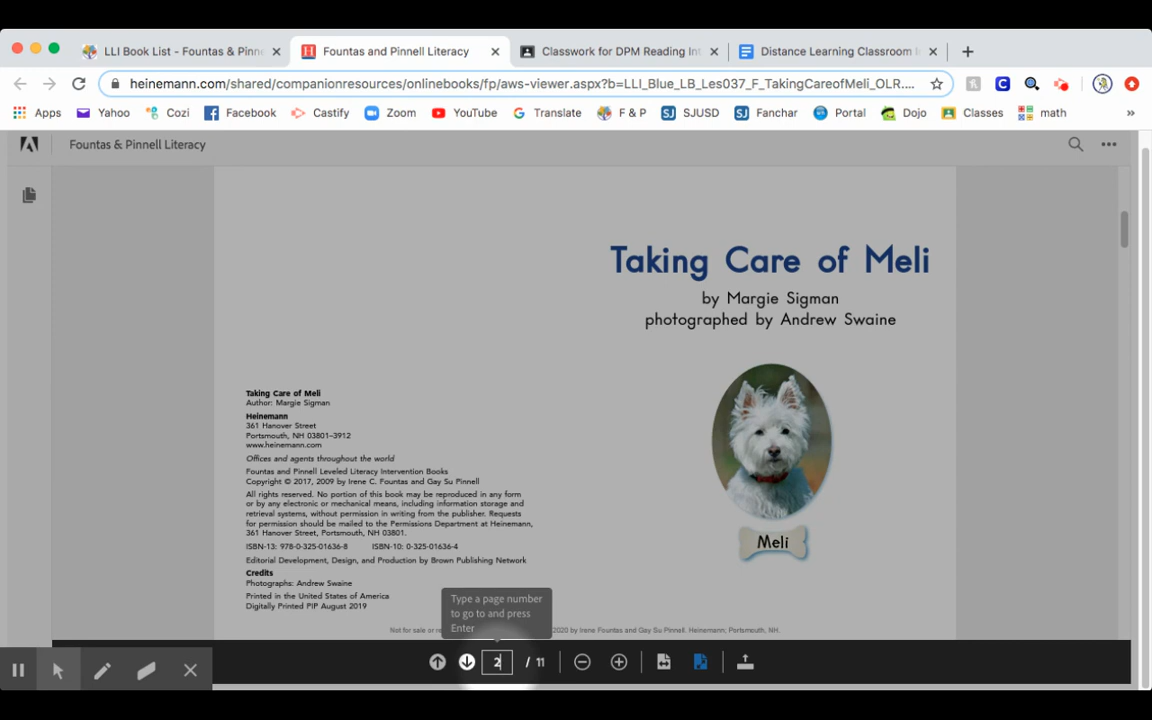 LLI Book List - Fountas & Pinn
Fountas and Pinnell Literacy
Classwork for DPM Reading Int
Distance Learning Classroom
heinemann.com/shared/companionresources/onlinebooks/fp/aws-viewer.aspx?b=LLI_Blue_LB_Les037_F_TakingCareofMeli_OLR....
Apps Yahoo Cozi Facebook Castify Zoom YouTube Translate F & P SJUSD Fanchar Portal Dojo Classes math »
Fountas & Pinnell Literacy
Taking Care of Meli
by Margie Sigman
photographed by Andrew Swaine
Meli
Taking Care of Meli
Author: Margie Sigman
Heinemann
361 Hanover Street
Portsmouth, NH 03801–3912
www.heinemann.com
Offices and agents throughout the world
Fountas and Pinnell Leveled Literacy Intervention Books
Copyright © 2017, 2009 by Irene C. Fountas and Gay Su Pinnell
All rights reserved. No portion of this book may be reproduced in any form
or by any electronic or mechanical means, including information storage and
retrieval systems, without permission in writing from the publisher. Requests
for permission should be mailed to the Permissions Department at Heinemann,
361 Hanover Street, Portsmouth, NH 03801.
ISBN-13: 978-0-325-01636-8 ISBN-10: 0-325-01636-4
Editorial Development, Design, and Production by Brown Publishing Network
Credits
Photographs: Andrew Swaine
Printed in the United States of America
Digitally Printed PIP August 2019
Type a page number
to go to and press
Enter
Not for sale or 2020 by Irene Fountas and Gay Su Pinnell. Heinemann; Portsmouth, NH.
2 / 11